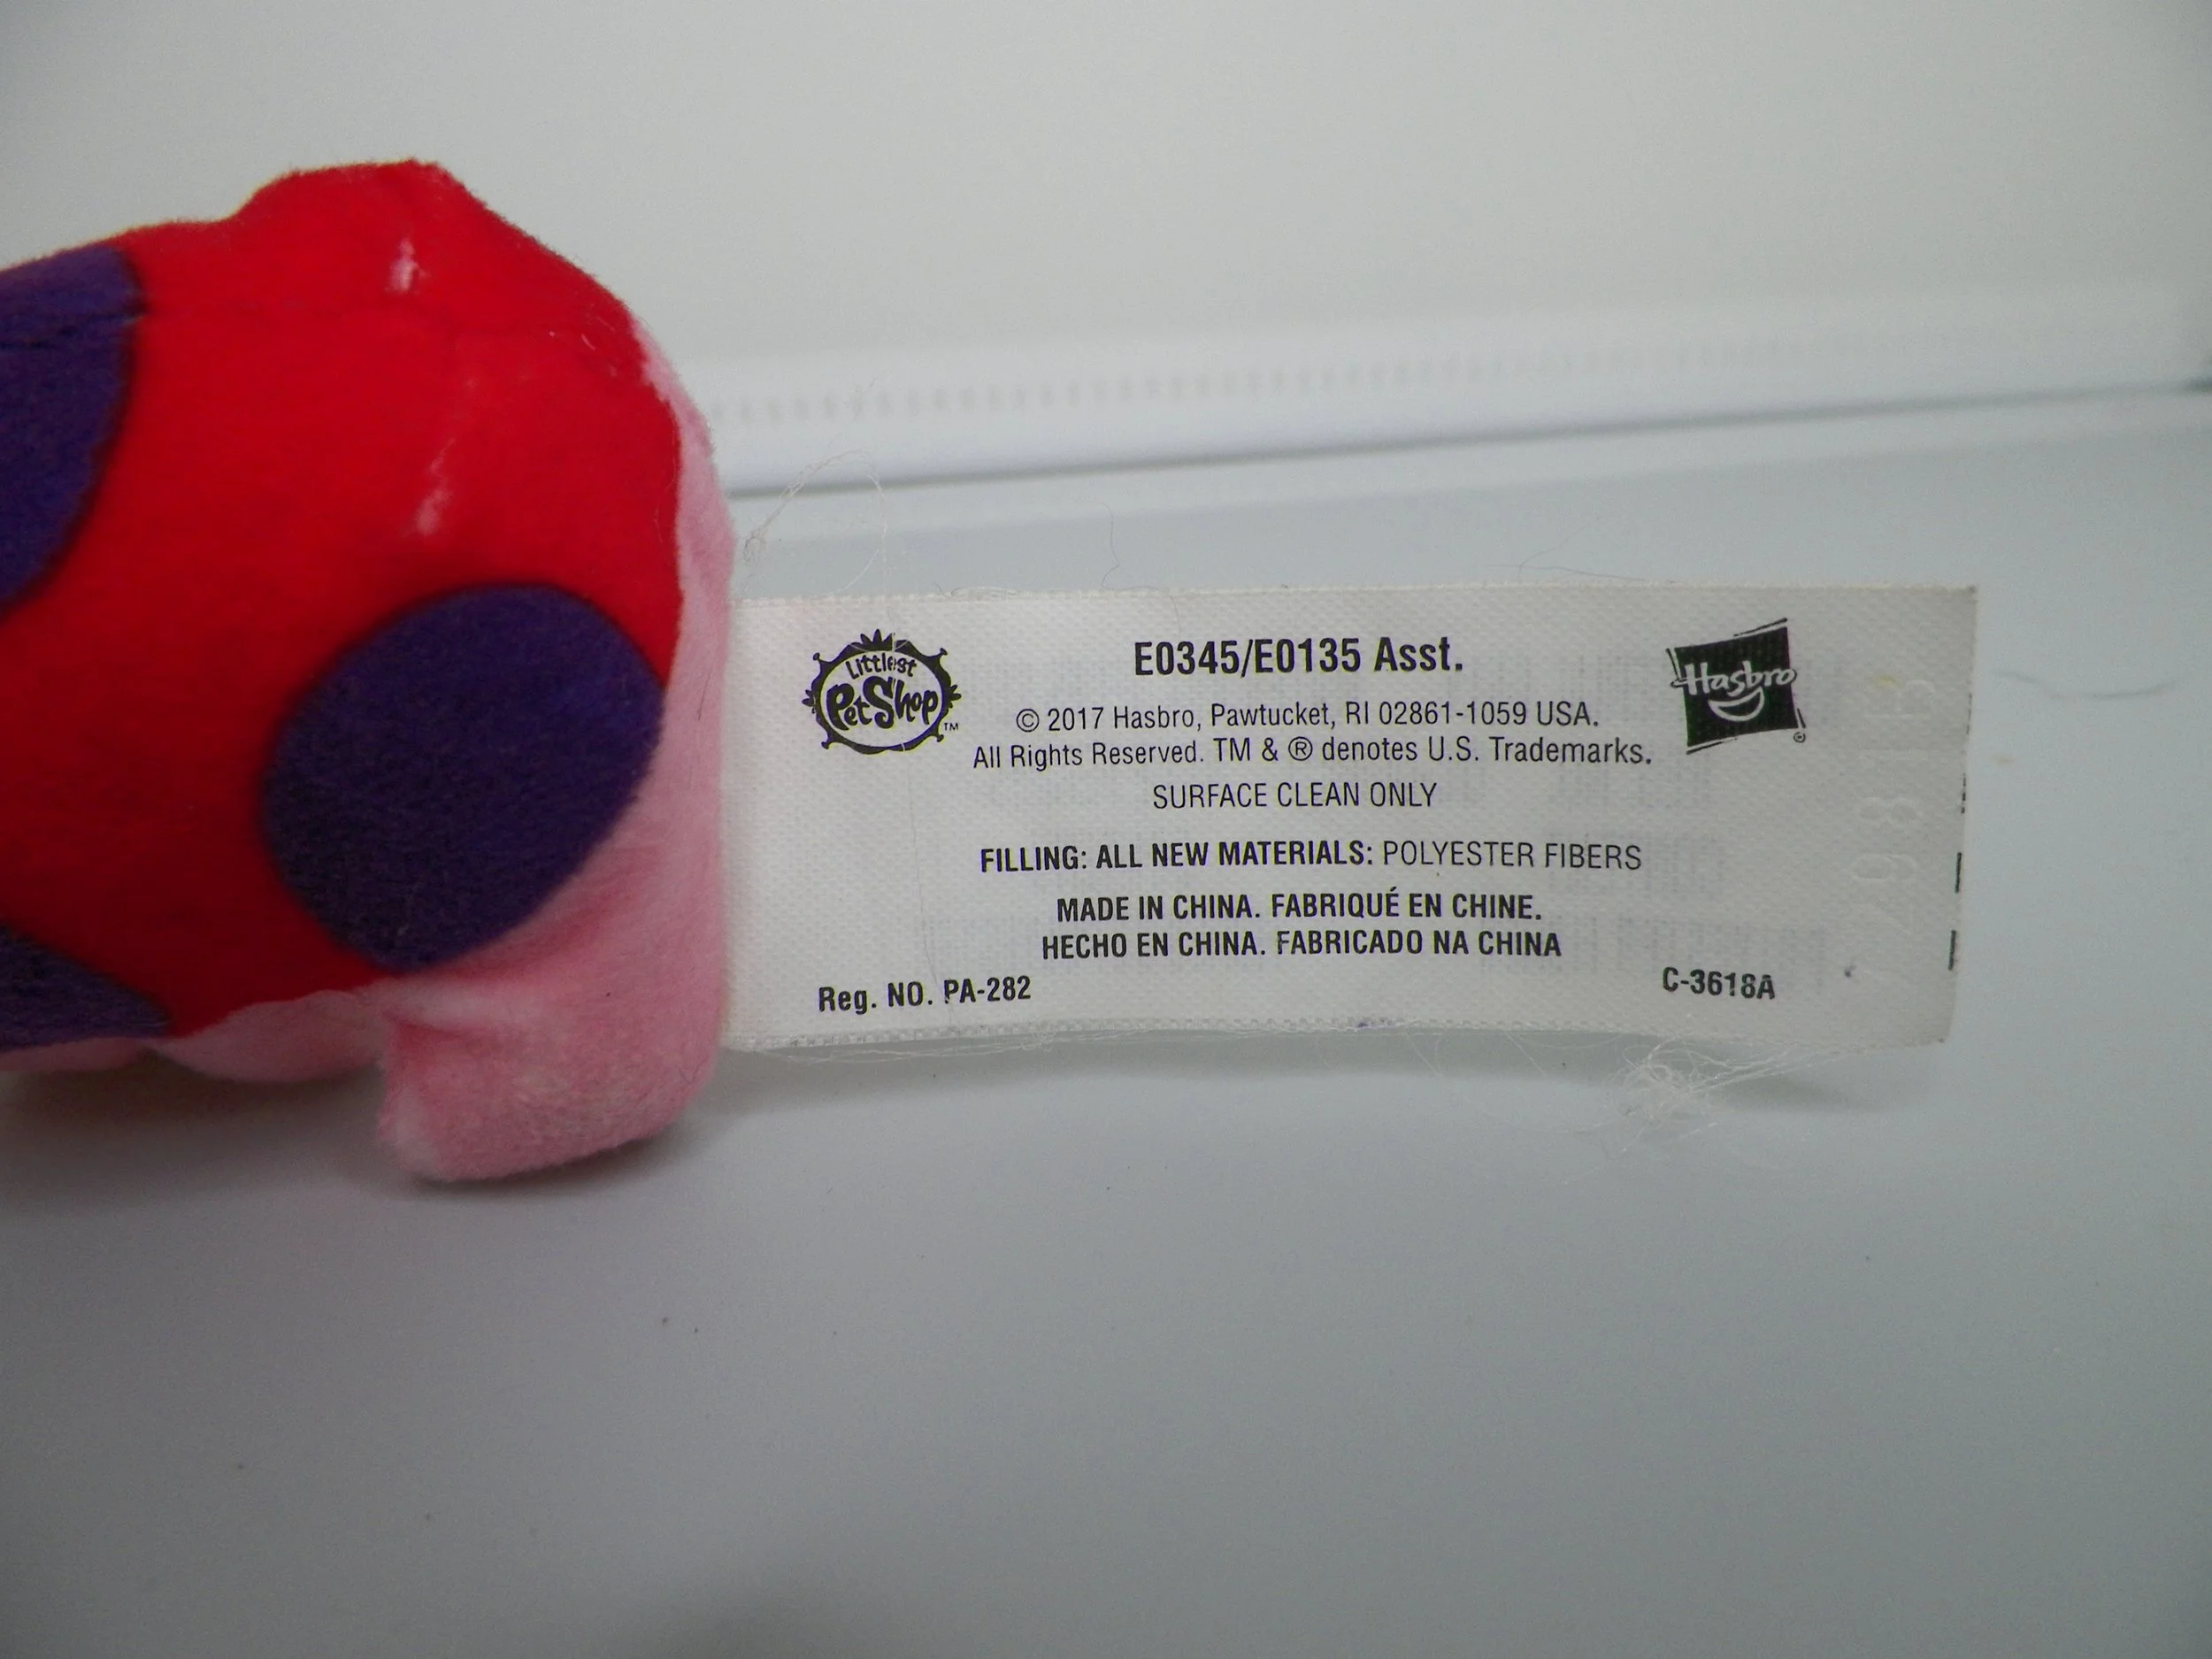 Littlest
PetShop™
E0345/E0135 Asst.
Hasbro®
© 2017 Hasbro, Pawtucket, RI 02861-1059 USA.
All Rights Reserved. TM & ® denotes U.S. Trademarks.
SURFACE CLEAN ONLY
FILLING: ALL NEW MATERIALS: POLYESTER FIBERS
MADE IN CHINA. FABRIQUÉ EN CHINE.
HECHO EN CHINA. FABRICADO NA CHINA
Reg. NO. PA-282
C-3618A